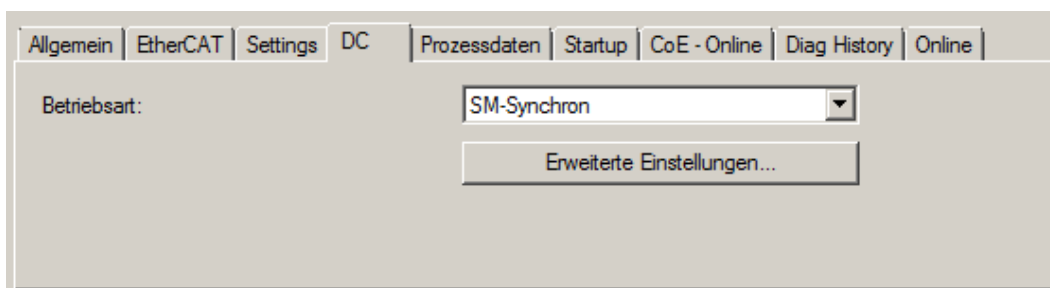 Allgemein EtherCAT Settings DC Prozessdaten Startup CoE - Online Diag History Online
Betriebsart: SM-Synchron
Erweiterte Einstellungen...